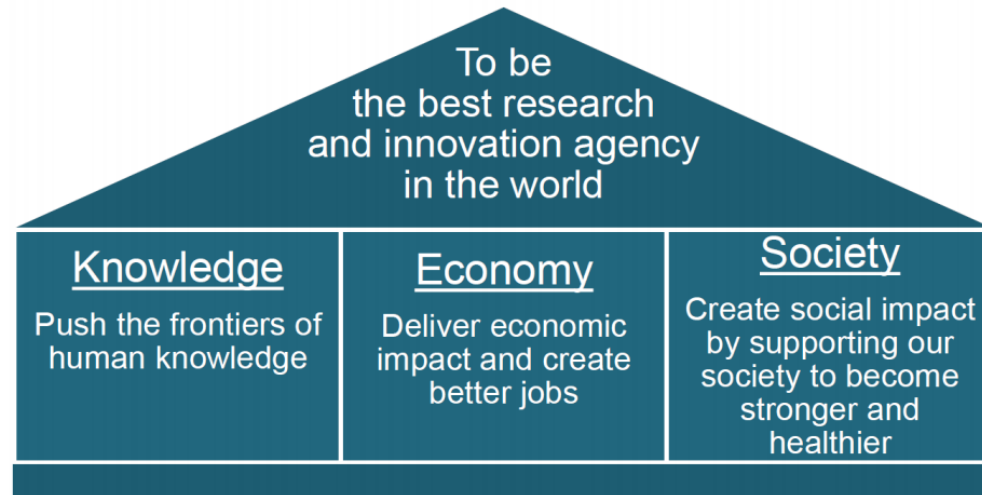 To be
the best research
and innovation agency
in the world
Knowledge
Push the frontiers of
human knowledge
Economy
Deliver economic
impact and create
better jobs
Society
Create social impact
by supporting our
society to become
stronger and
healthier